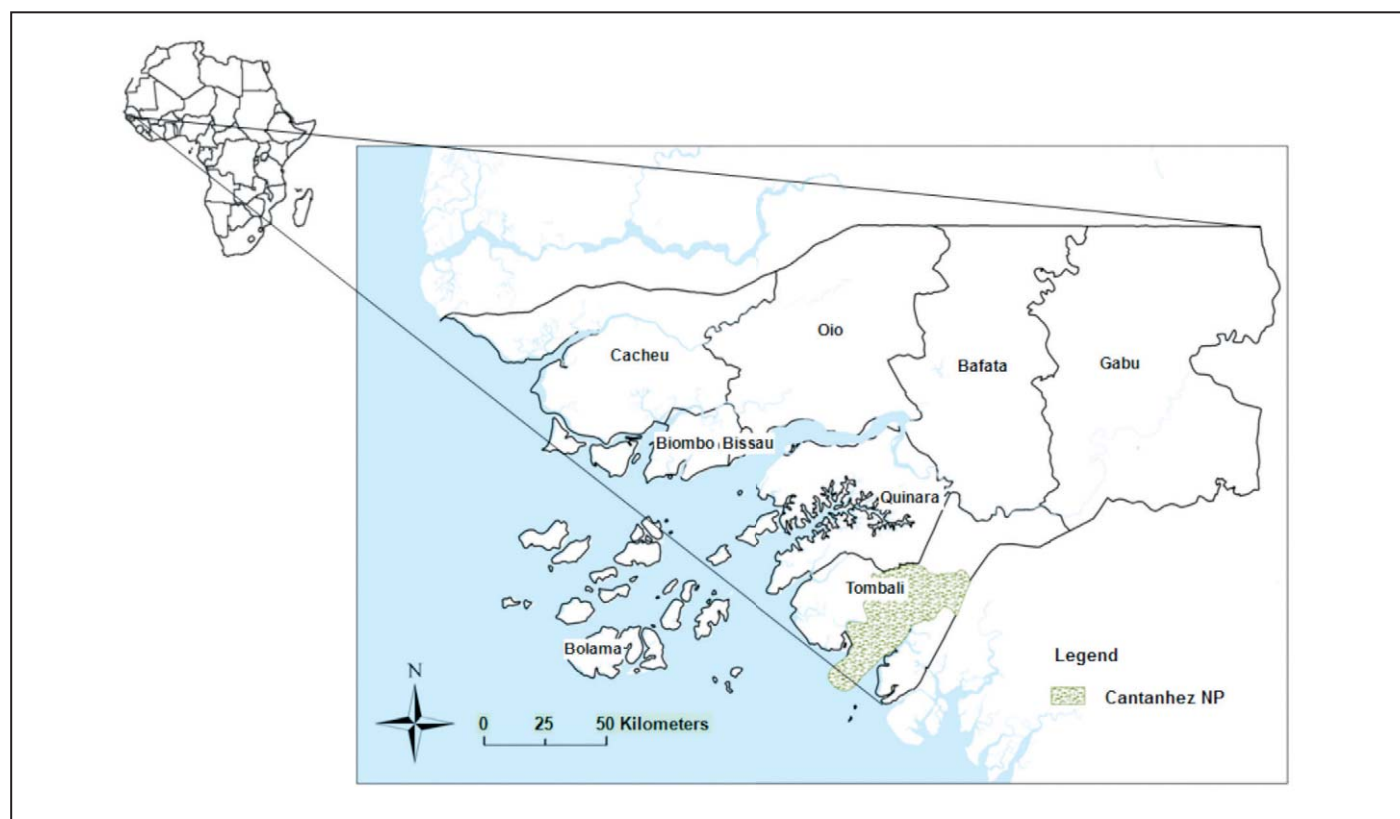 Oio
Cacheu
Bafata
Gabu
Biombo Bissau
Quinara
Tombali
Bolama
Legend
Cantanhez NP
N
0 25 50 Kilometers